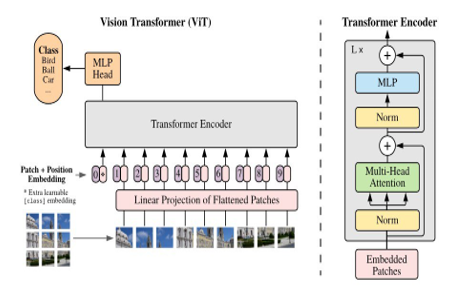 Vision Transformer (ViT)
Class
Bird
Ball
Car
...
MLP
Head
Transformer Encoder
Patch + Position
Embedding
* Extra learnable
[class] embedding
0 * 1 2 3 4 5 6 7 8 9
Linear Projection of Flattened Patches
Transformer Encoder
L x
+
MLP
Norm
+
Multi-Head
Attention
Norm
Embedded
Patches